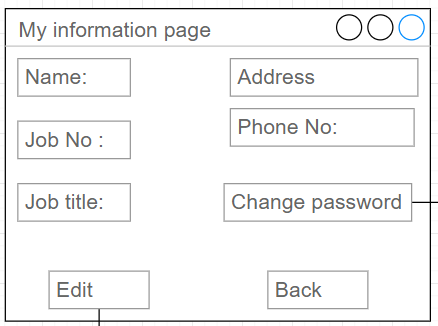 My information page
Name:
Address
Job No :
Phone No:
Job title:
Change password
Edit
Back